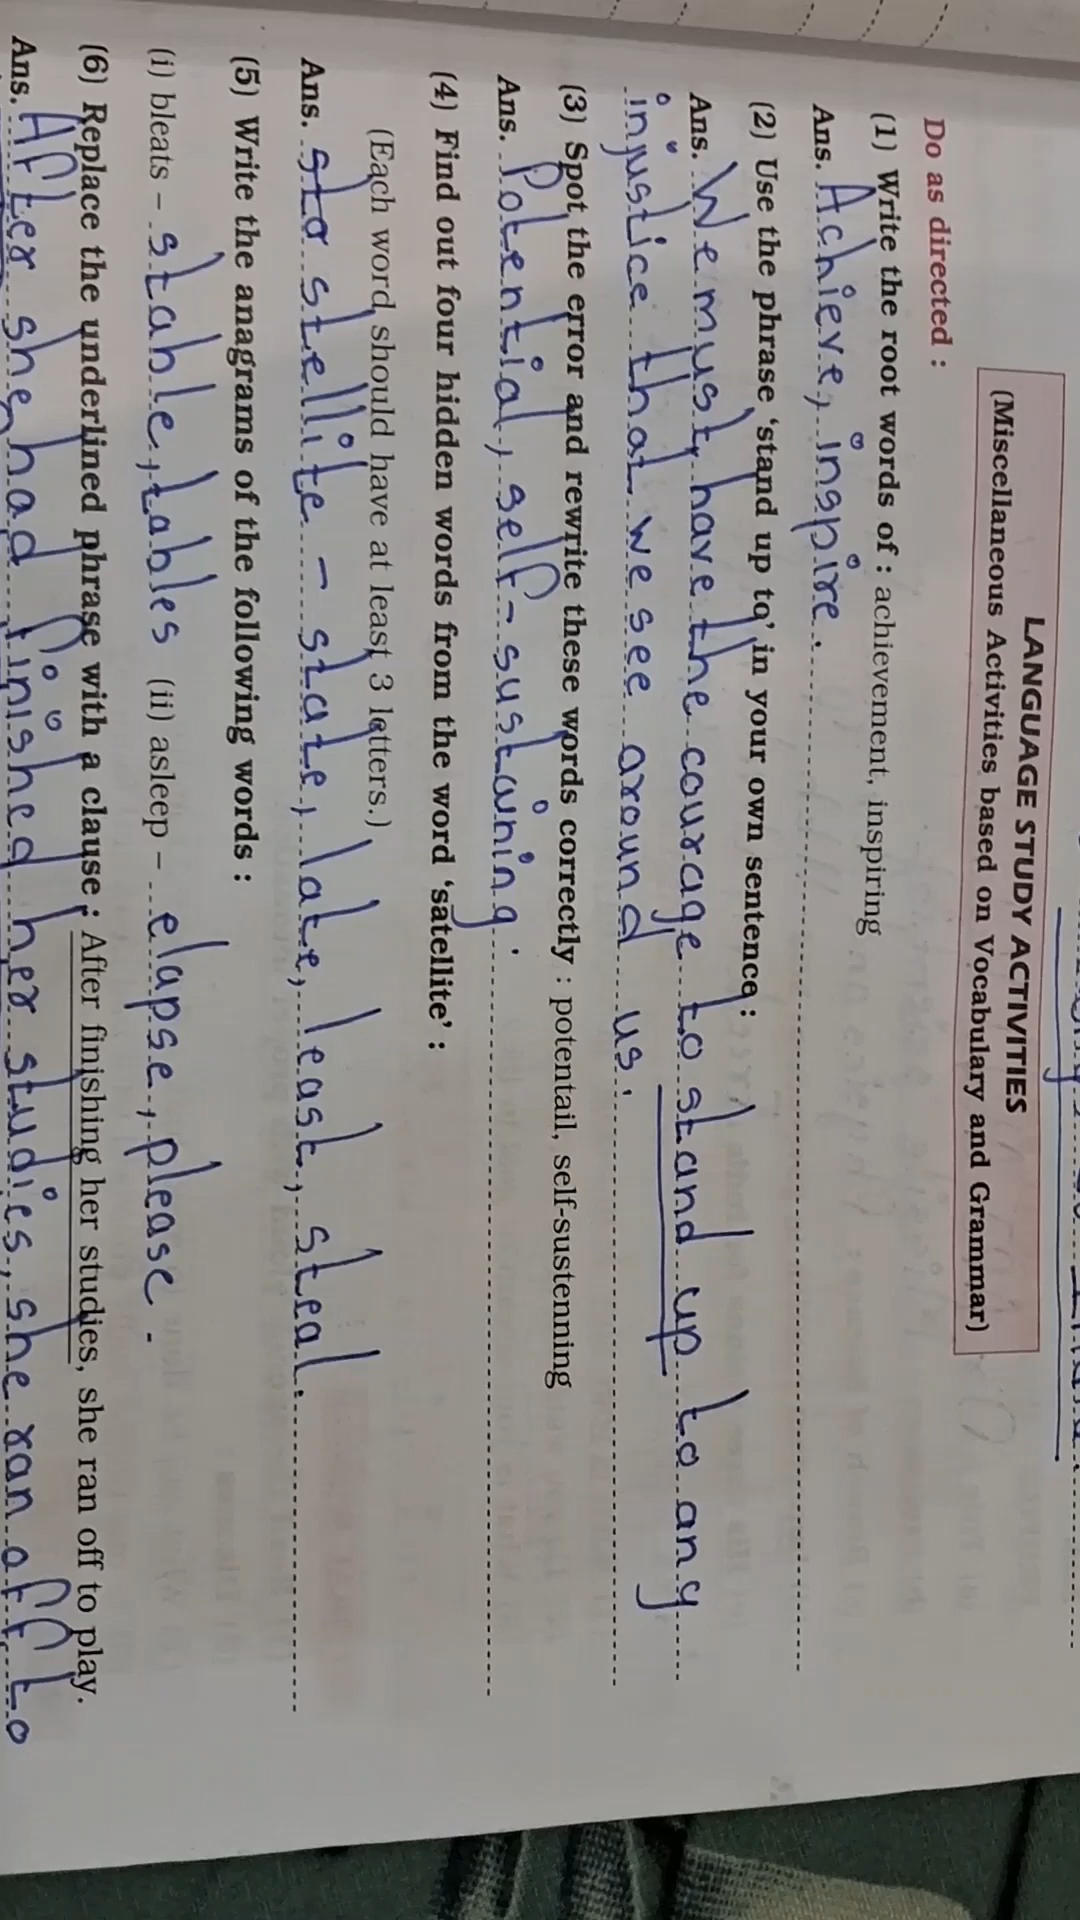 LANGUAGE STUDY ACTIVITIES
(Miscellaneous Activities based on Vocabulary and Grammar)
Do as directed :
(1) Write the root words of : achievement, inspiring
Ans. Achieve, inspire.
(2) Use the phrase ‘stand up to’ in your own sentence :
Ans. We must have the courage to stand up to any
injustice that we see around us.
(3) Spot the error and rewrite these words correctly : potentail, self-sustenning
Ans. Potential, self-sustaining.
(4) Find out four hidden words from the word ‘satellite’ :
(Each word should have at least 3 letters.)
Ans. sta stellite – state, late, least, steal.
(5) Write the anagrams of the following words :
(i) bleats – stable, tables (ii) asleep – elapse, please.
(6) Replace the underlined phrase with a clause : After finishing her studies, she ran off to play.
Ans. After she had finished her studies, she ran off to